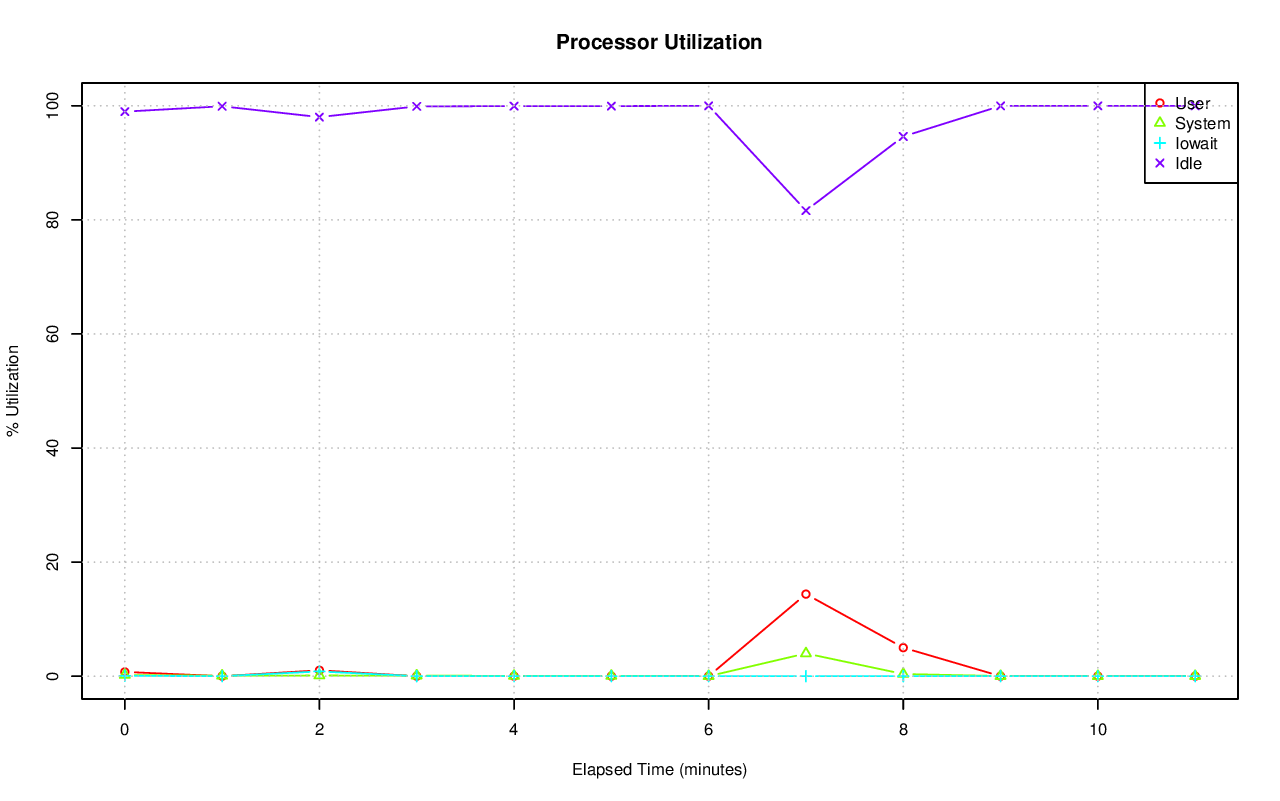 Processor Utilization
100
80
60
40
20
0
% Utilization
User
System
Iowait
Idle
0 2 4 6 8 10
Elapsed Time (minutes)